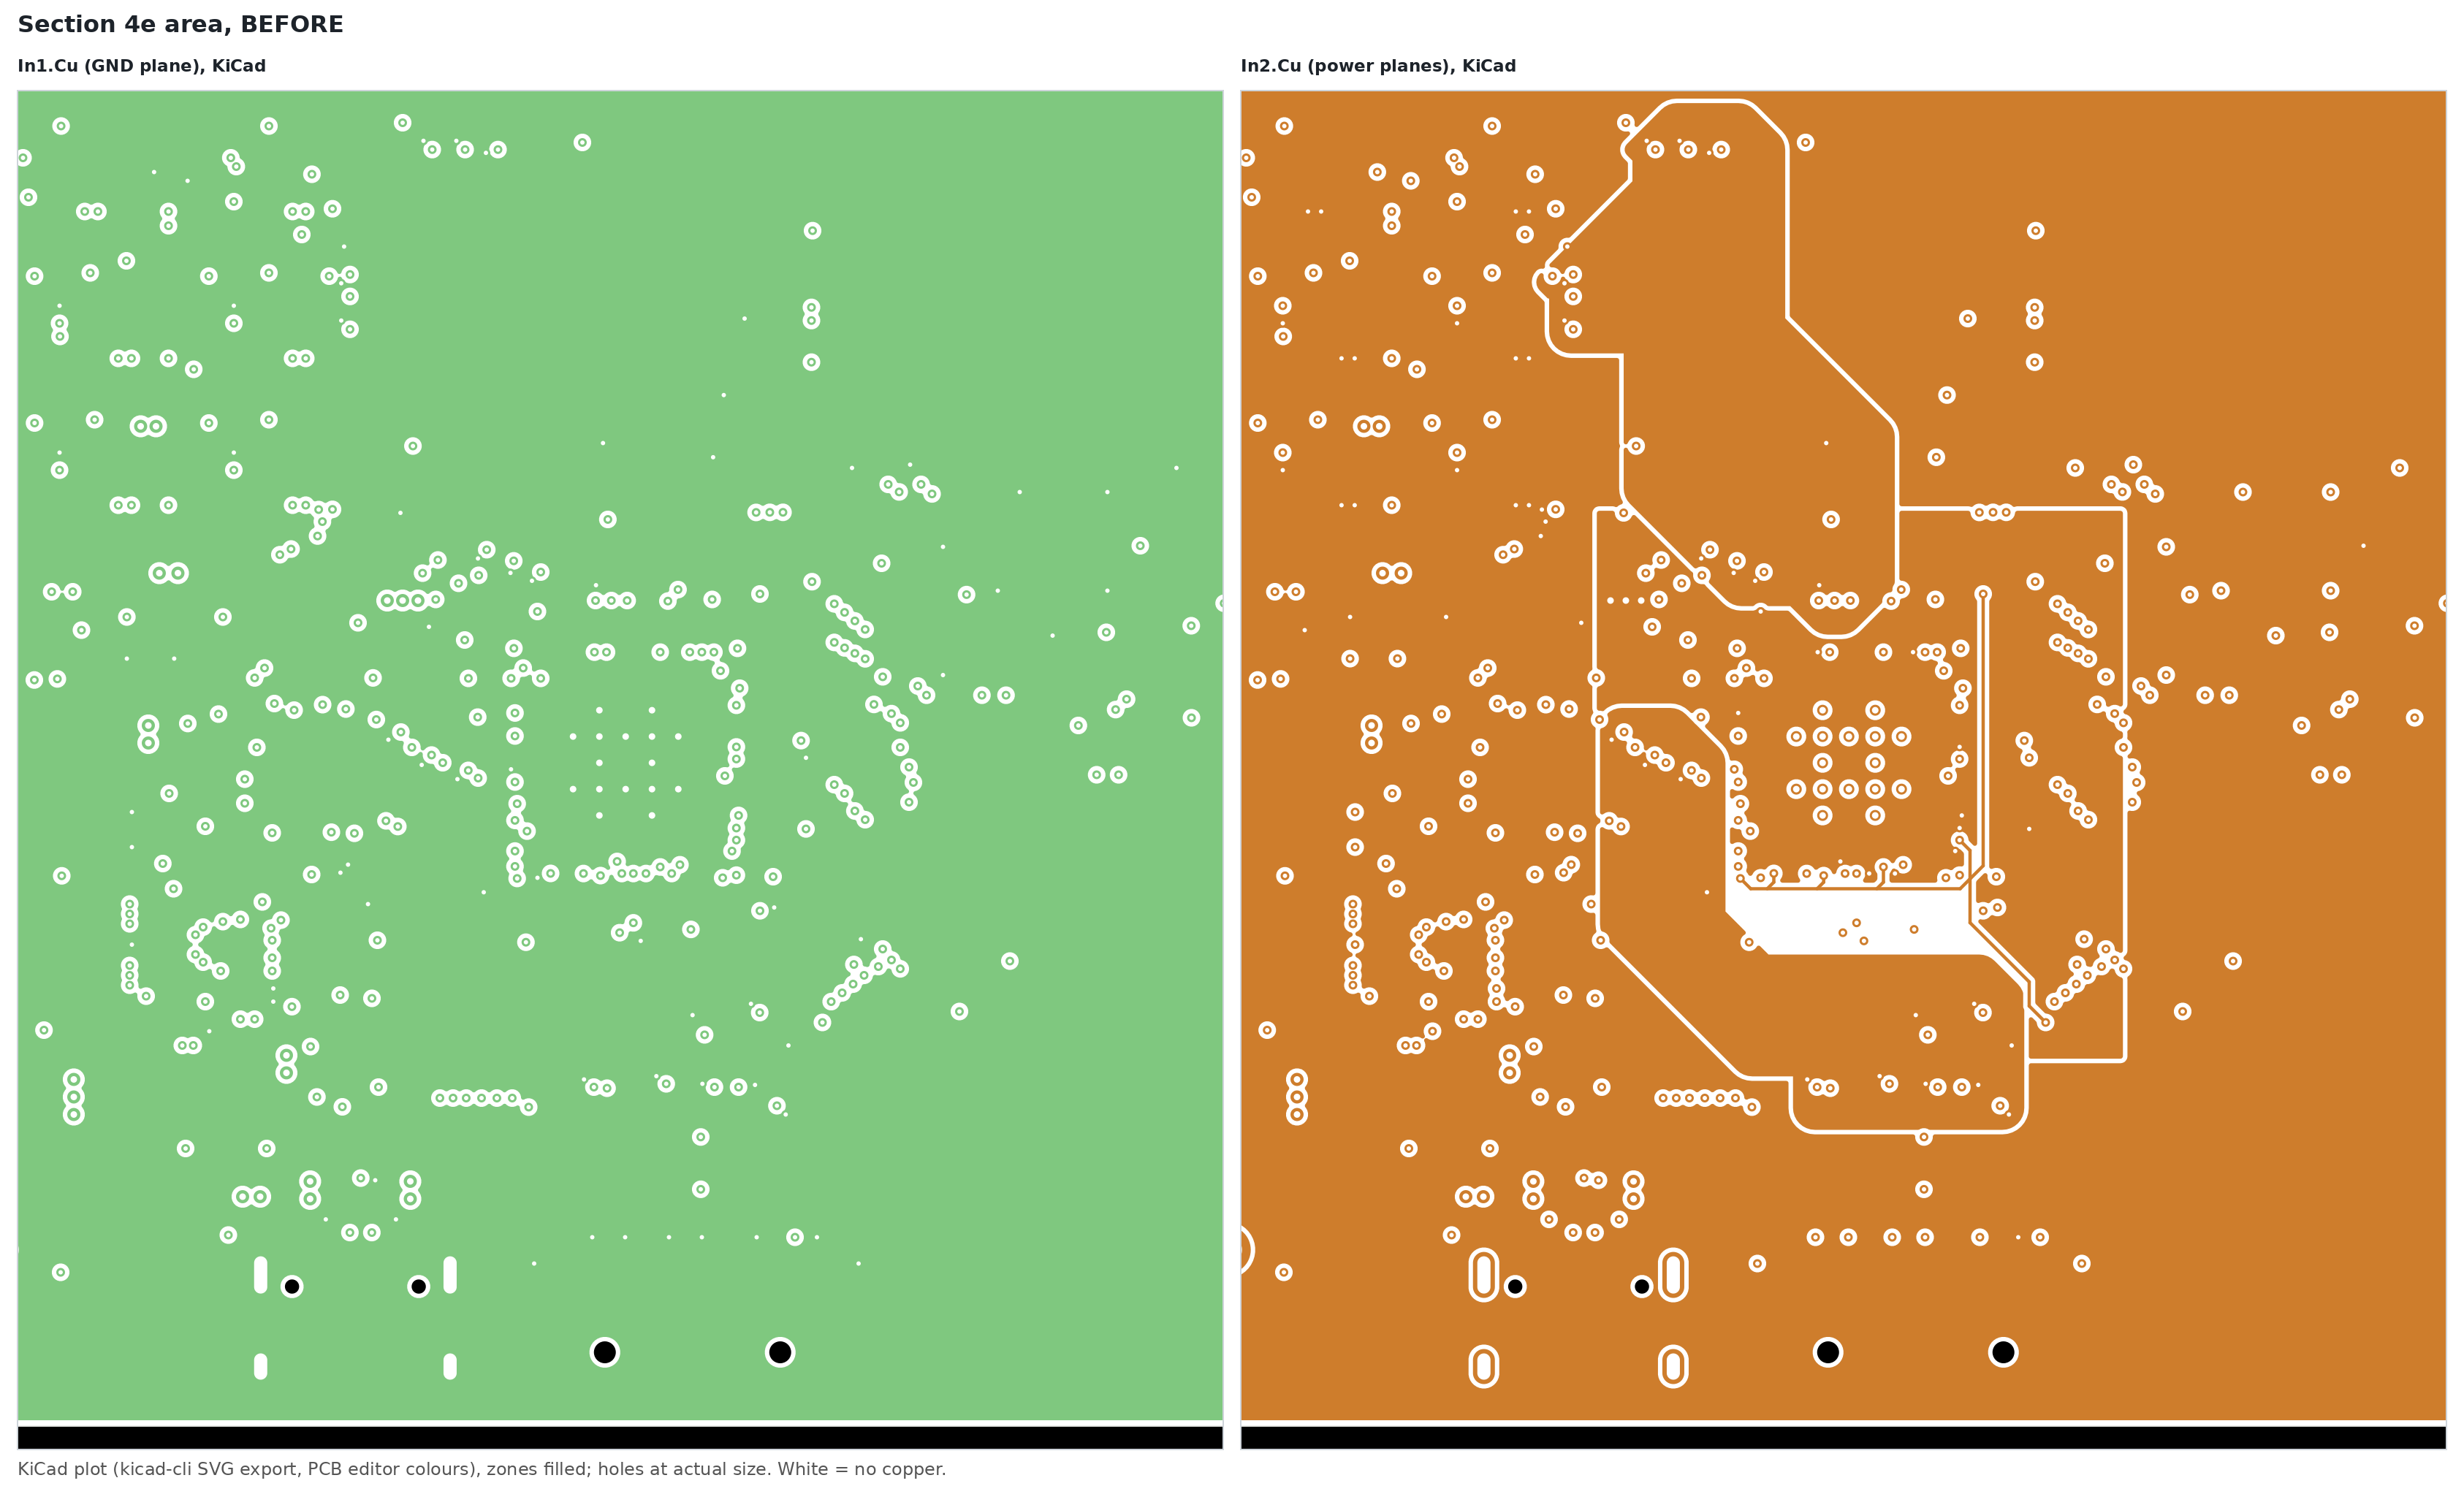 Section 4e area, BEFORE
In1.Cu (GND plane), KiCad
In2.Cu (power planes), KiCad
KiCad plot (kicad-cli SVG export, PCB editor colours), zones filled; holes at actual size. White = no copper.